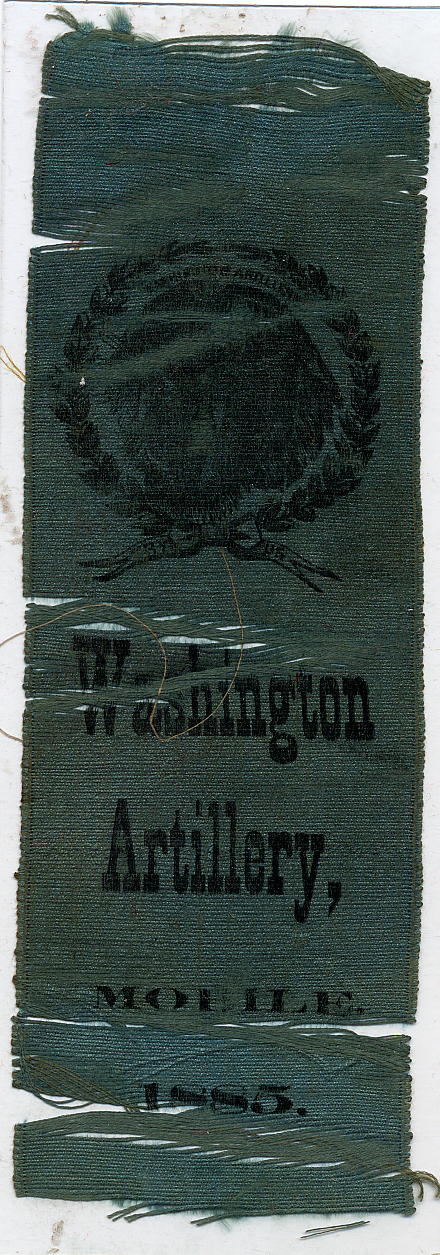 Washington
Artillery,
MOBILE.
1885.